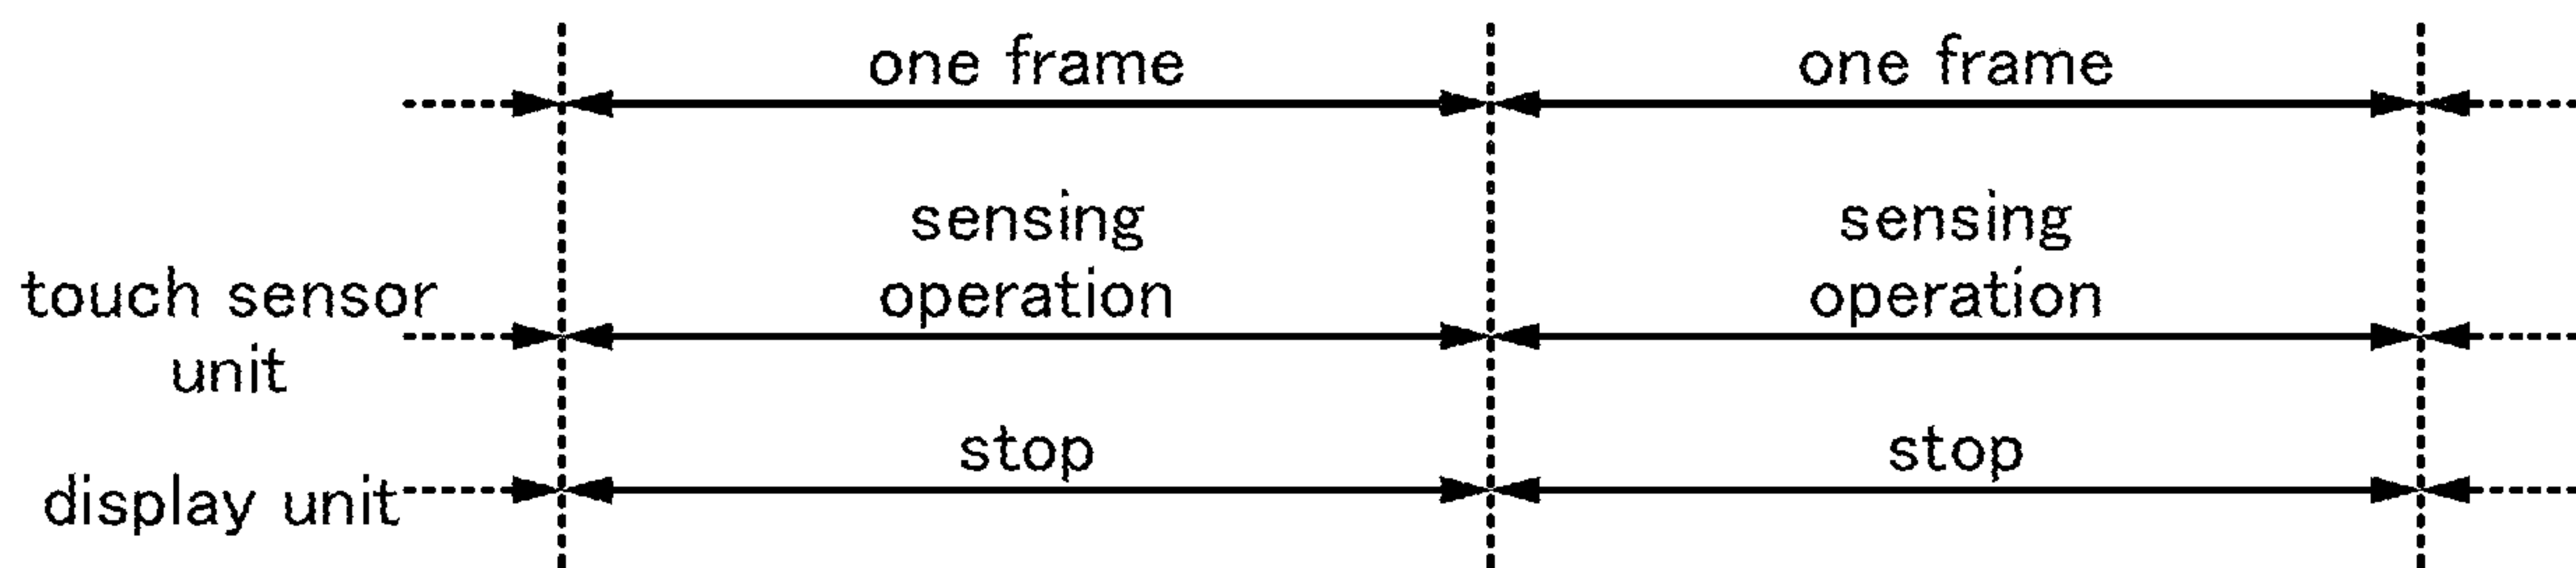 one frame one frame
sensing sensing
touch sensor operation operation
unit
stop stop
display unit